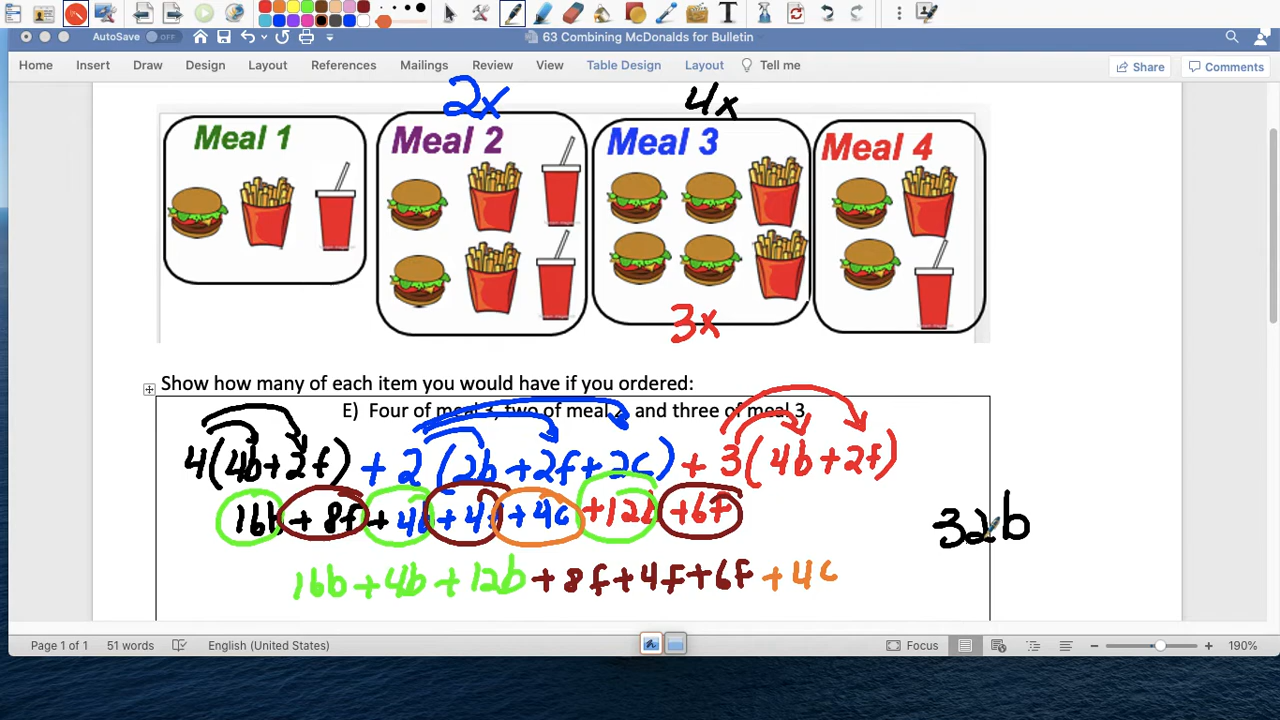 AutoSave OFF 63 Combining McDonalds for Bulletin
Home Insert Draw Design Layout References Mailings Review View Table Design Layout Tell me Share Comments
2x 4x
Meal 1 Meal 2 Meal 3 Meal 4
3x
Show how many of each item you would have if you ordered:
E) Four of meal 3, two of meal 2, and three of meal 3
4(4b+2f) + 2(2b+2f+2c) + 3(4b+2f)
16b + 8f + 4b + 4f + 4c + 12b + 6f
32b
16b + 4b + 12b + 8f + 4f + 6f + 4c
Page 1 of 1 51 words English (United States) Focus 190%